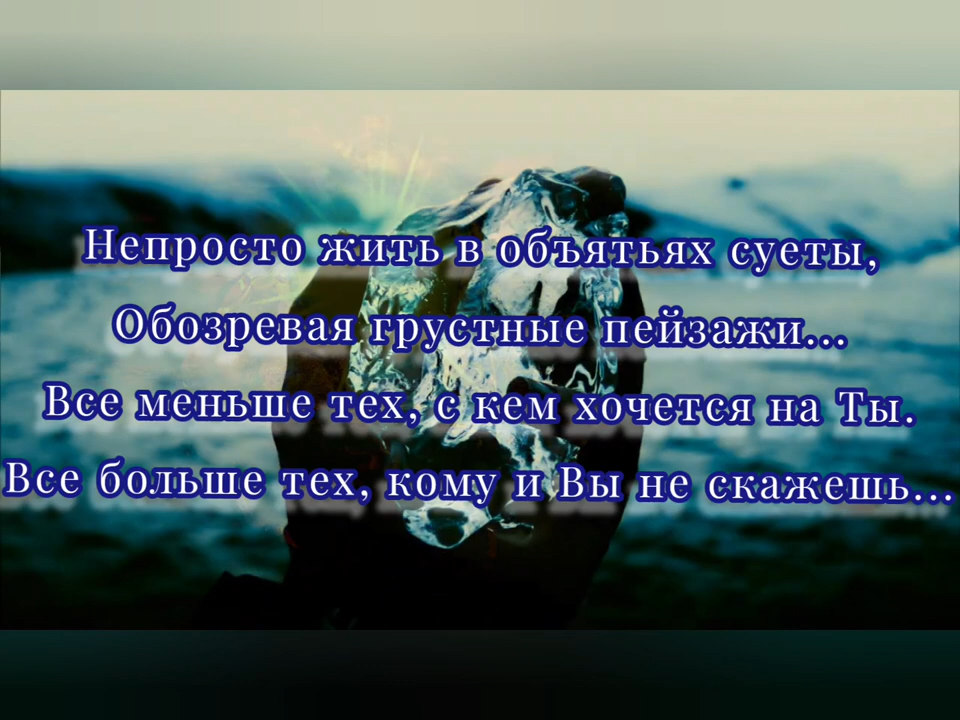 Непросто жить в объятьях суеты,
Обозревая грустные пейзажи...
Все меньше тех, с кем хочется на Ты.
Все больше тех, кому и Вы не скажешь...